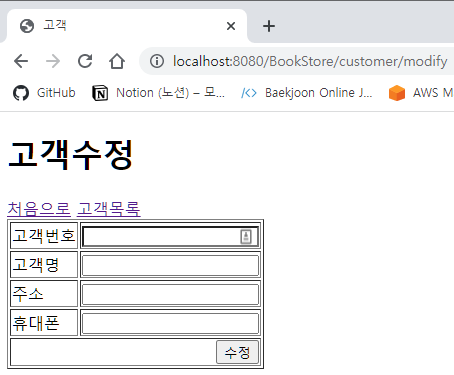 고객
localhost:8080/BookStore/customer/modify
GitHub Notion (노션) – 모... Baekjoon Online J... AWS M
고객수정
처음으로 고객목록
고객번호
고객명
주소
휴대폰
수정